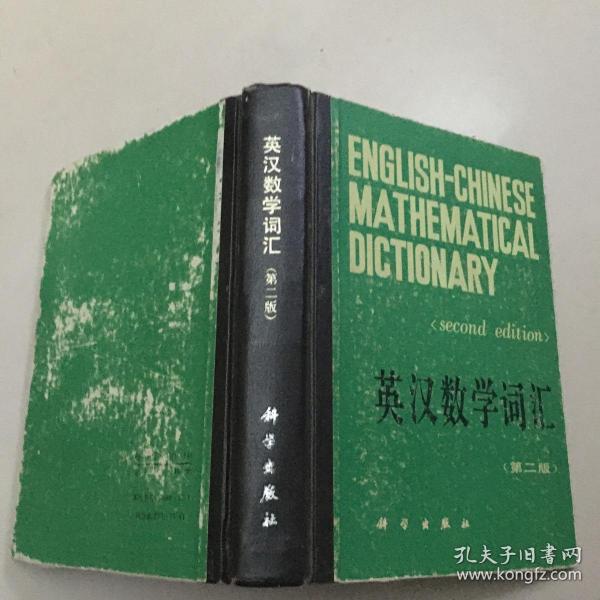 英汉数学词汇
(第二版)
科学出版社
ENGLISH-CHINESE
MATHEMATICAL
DICTIONARY
<second edition>
英汉数学词汇
(第二版)
科学出版社
孔夫子旧书网
www.kongfz.com